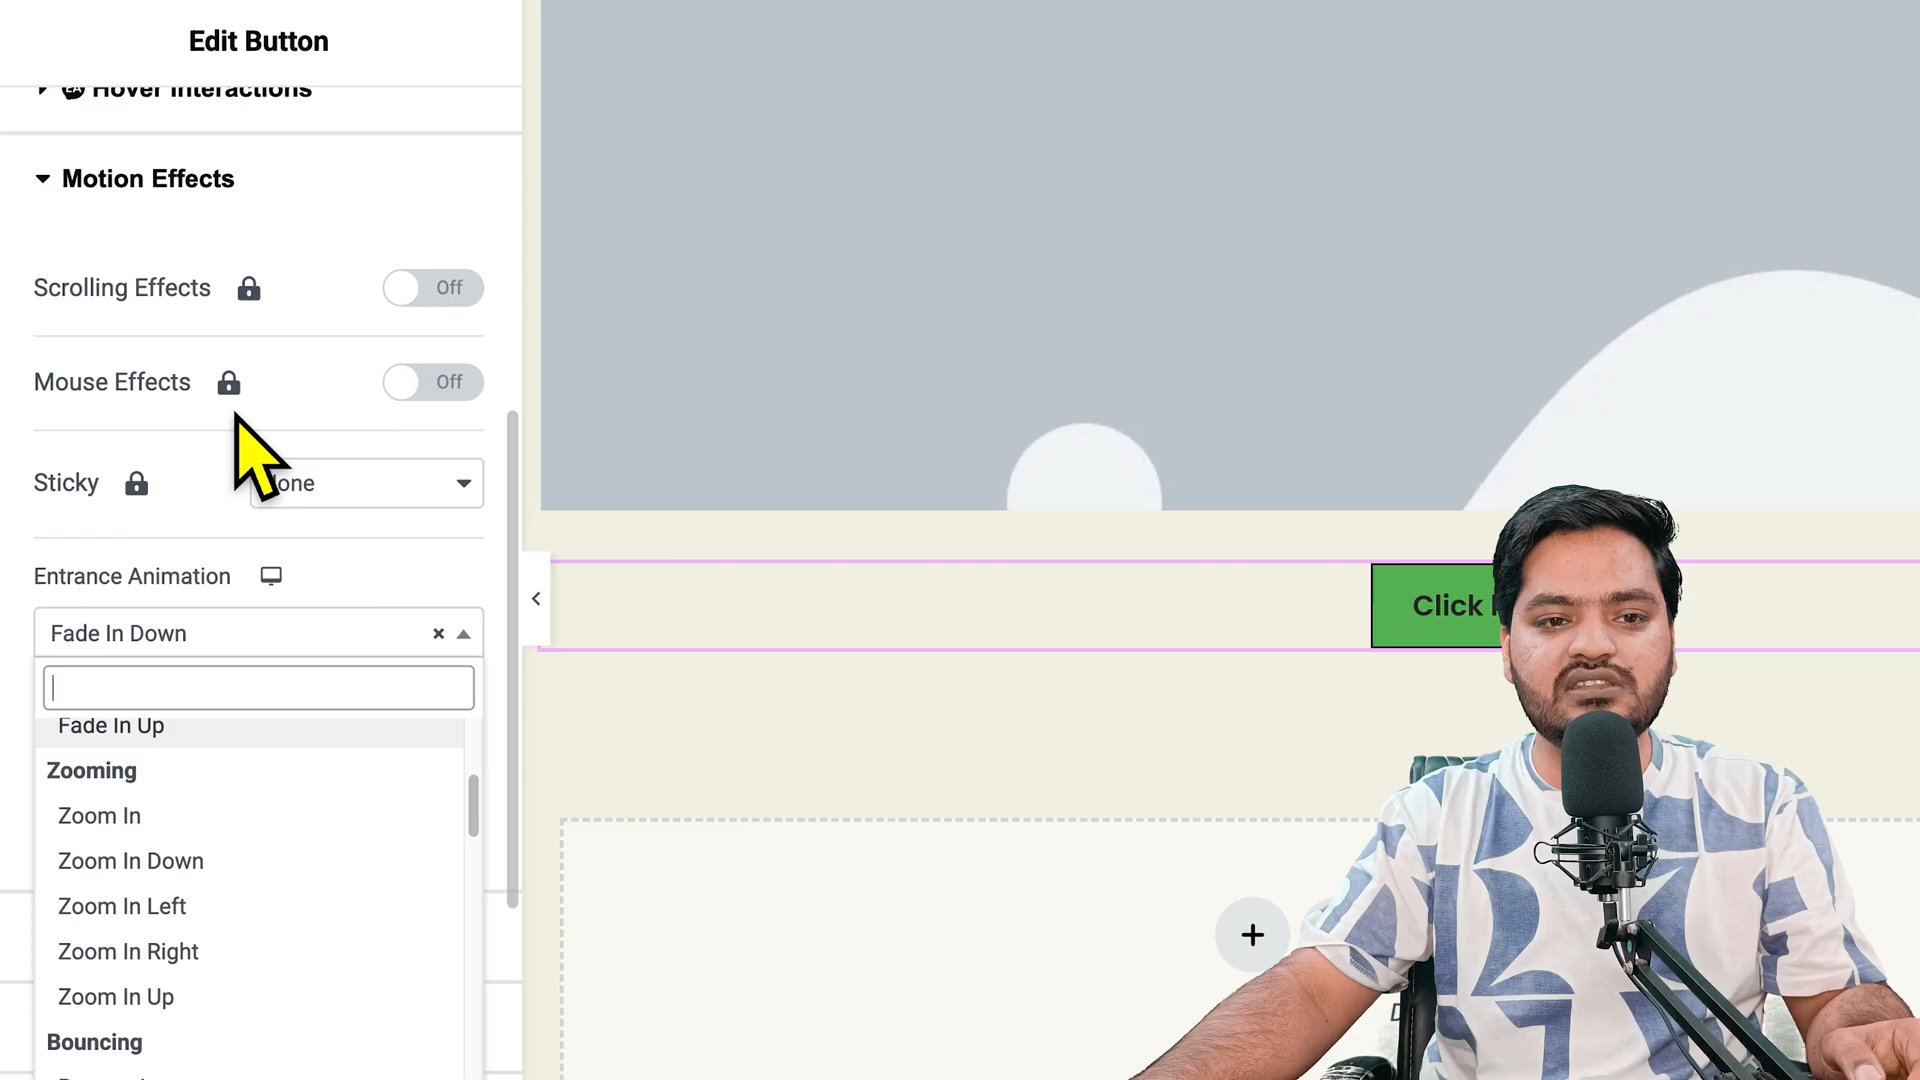 Edit Button
Hover Interactions
Motion Effects
Scrolling Effects
Off
Mouse Effects
Off
Sticky
Entrance Animation
Fade In Down
Click
Fade In Up
Zooming
Zoom In
Zoom In Down
Zoom In Left
Zoom In Right
Zoom In Up
Bouncing